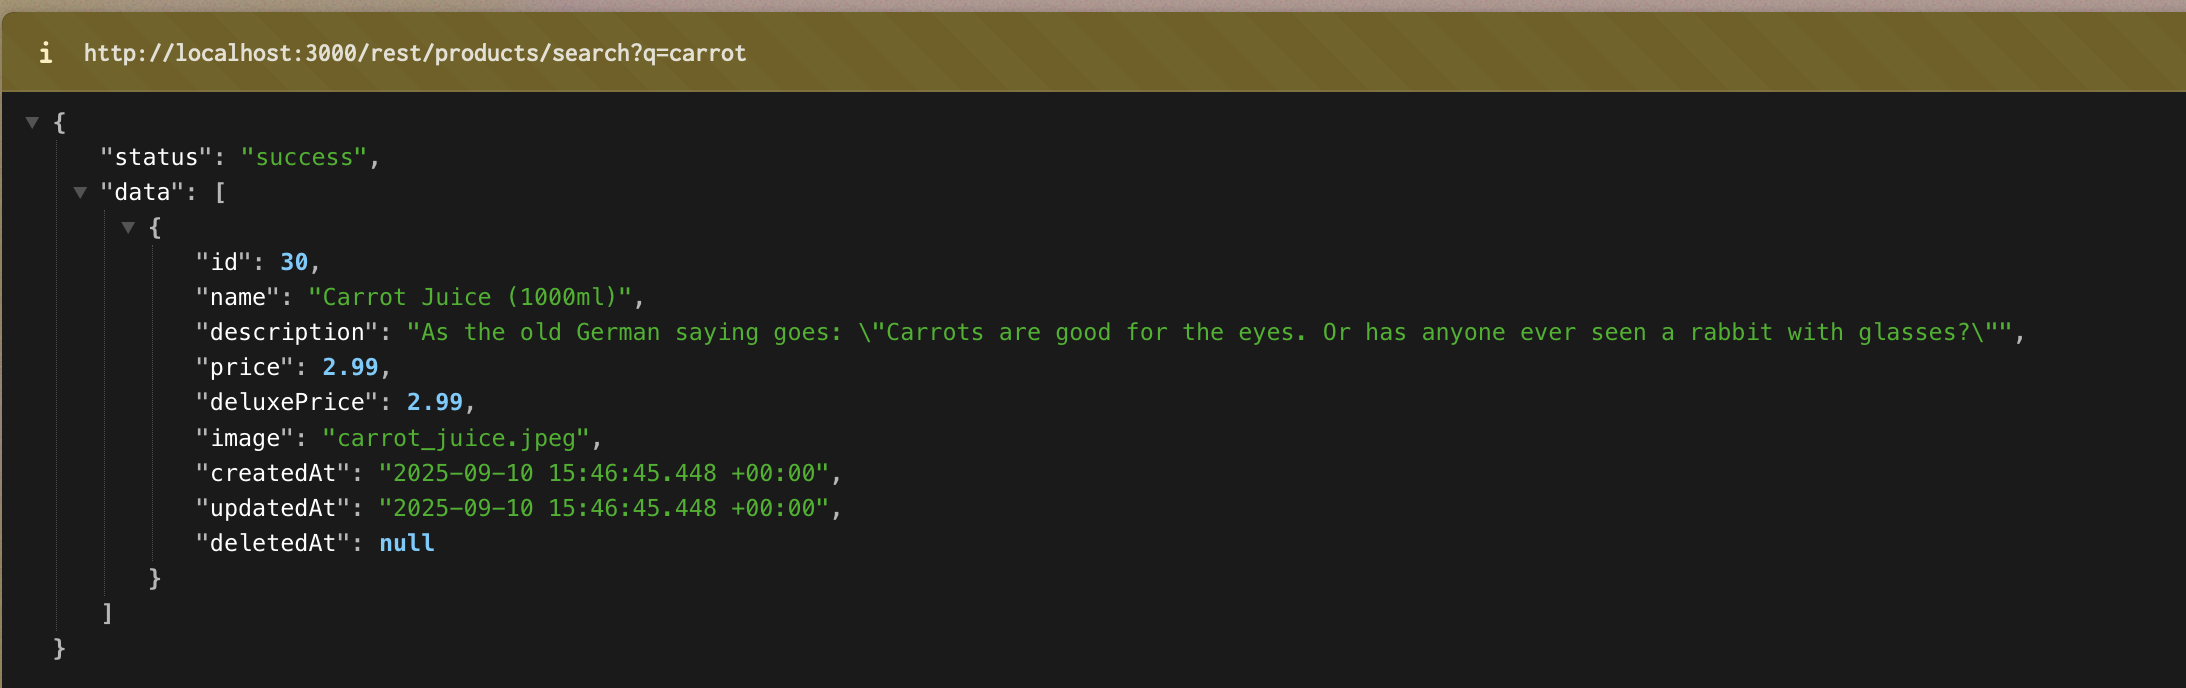 i http://localhost:3000/rest/products/search?q=carrot
{
"status": "success",
"data": [
{
"id": 30,
"name": "Carrot Juice (1000ml)",
"description": "As the old German saying goes: \"Carrots are good for the eyes. Or has anyone ever seen a rabbit with glasses?\"",
"price": 2.99,
"deluxePrice": 2.99,
"image": "carrot_juice.jpeg",
"createdAt": "2025-09-10 15:46:45.448 +00:00",
"updatedAt": "2025-09-10 15:46:45.448 +00:00",
"deletedAt": null
}
]
}